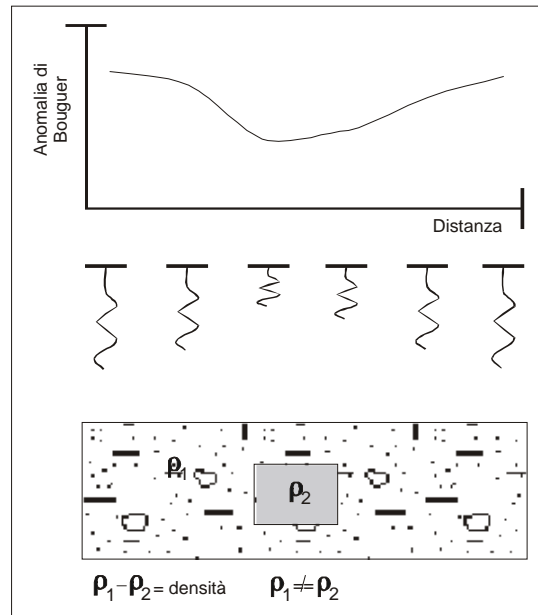 Anomalia di
Bouguer
Distanza
ρ1
ρ2
ρ1–ρ2= densità ρ1≠ρ2